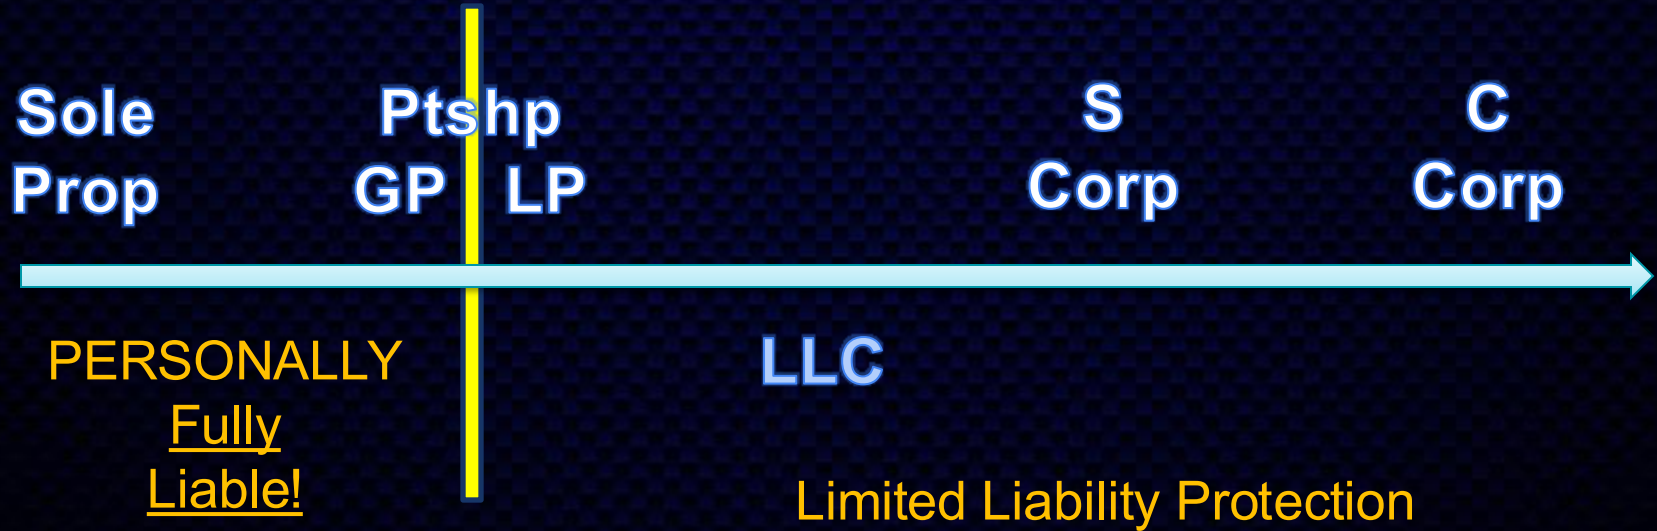 Sole
Prop
Ptshp
GP LP
S
Corp
C
Corp
PERSONALLY
Fully
Liable!
LLC
Limited Liability Protection